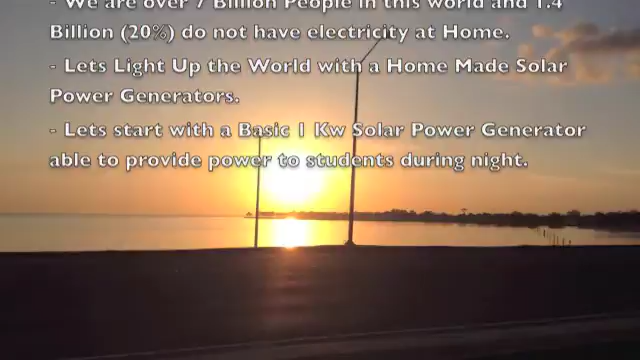 - We are over 7 Billion People in this world and 1.4
Billion (20%) do not have electricity at Home.
- Lets Light Up the World with a Home Made Solar
Power Generators.
- Lets start with a Basic 1 Kw Solar Power Generator
able to provide power to students during night.